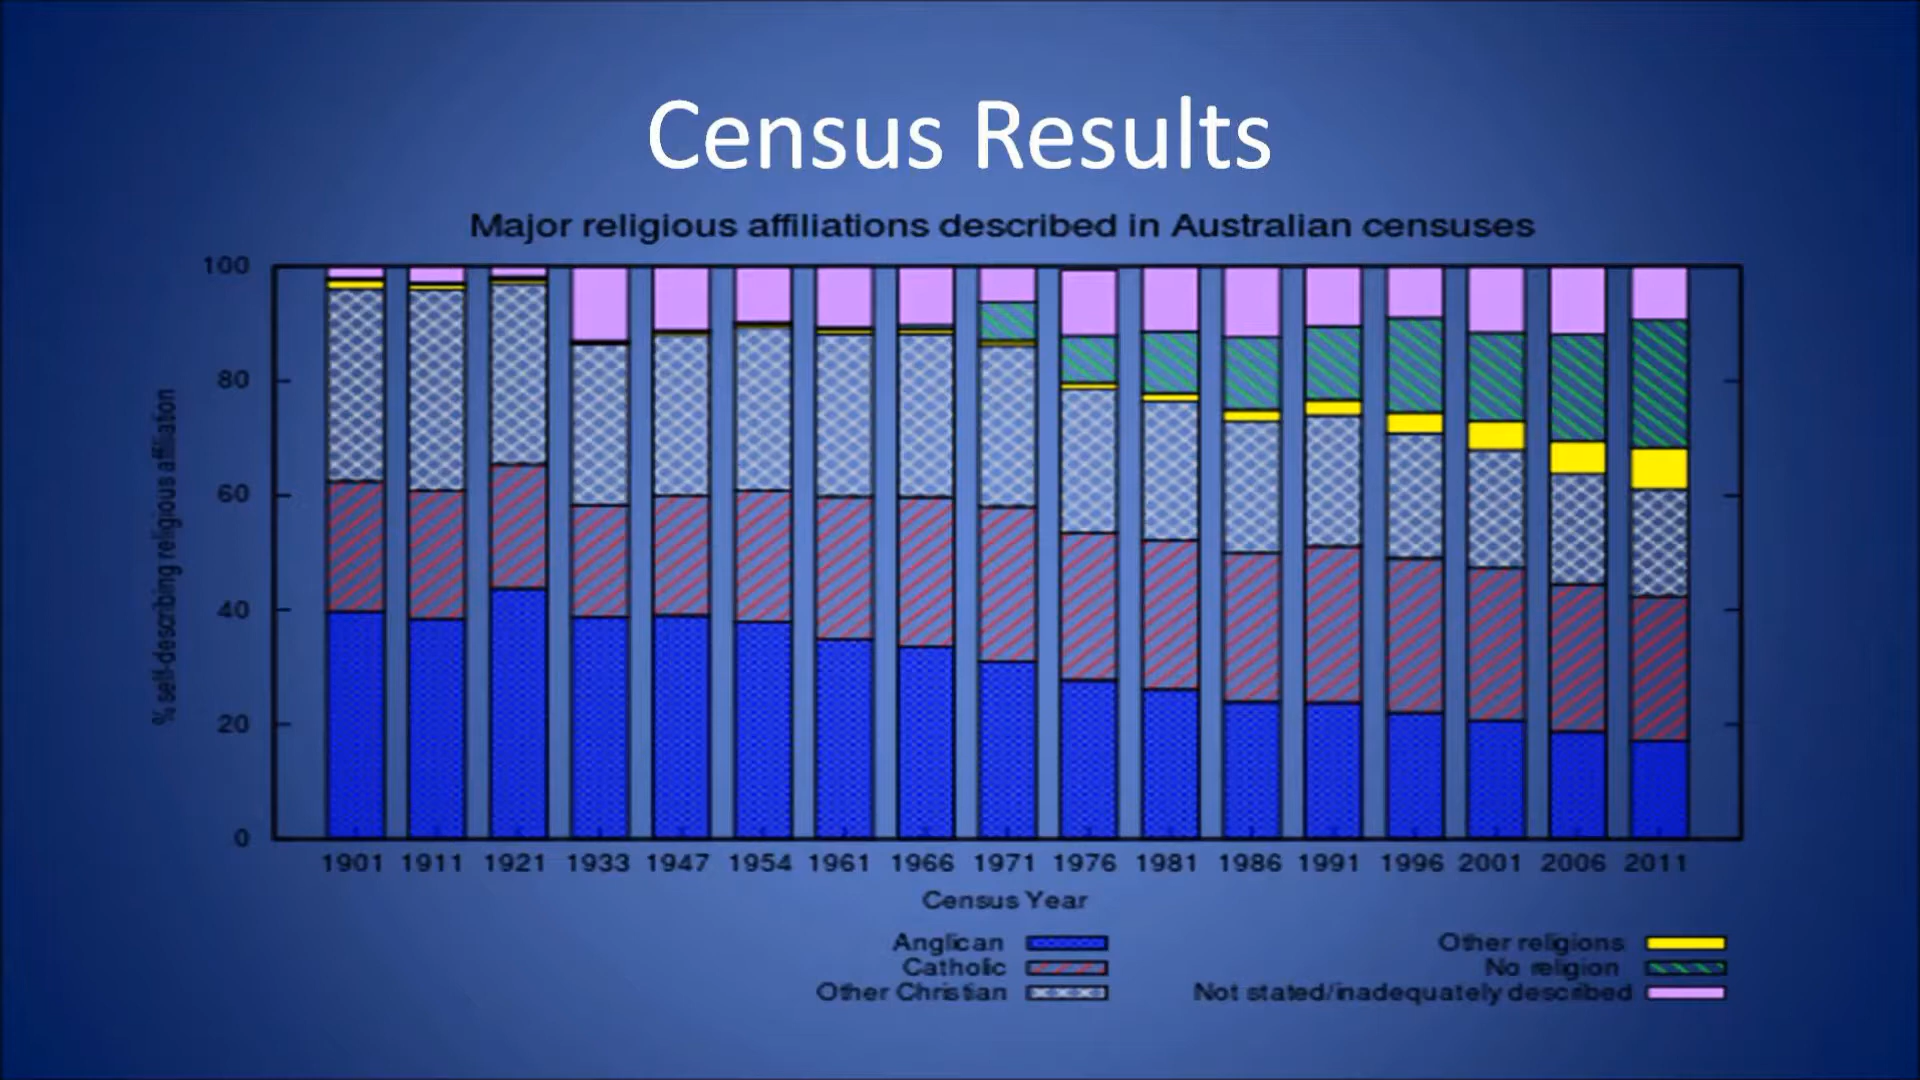 Census Results
Major religious affiliations described in Australian censuses
% self-describing religious affiliation
100
80
60
40
20
0
1901 1911 1921 1933 1947 1954 1961 1966 1971 1976 1981 1986 1991 1996 2001 2006 2011
Census Year
Anglican
Catholic
Other Christian
Other religions
No religion
Not stated/inadequately described